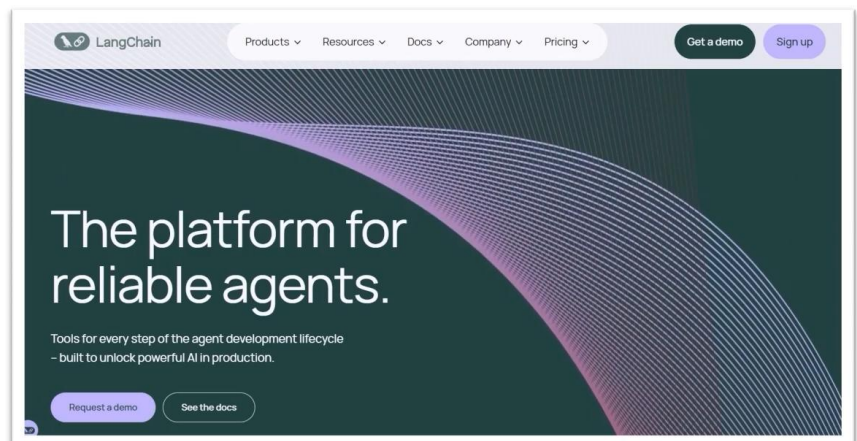 LangChain
Products Resources Docs Company Pricing
Get a demo
Sign up
The platform for
reliable agents.
Tools for every step of the agent development lifecycle
– built to unlock powerful AI in production.
Request a demo
See the docs